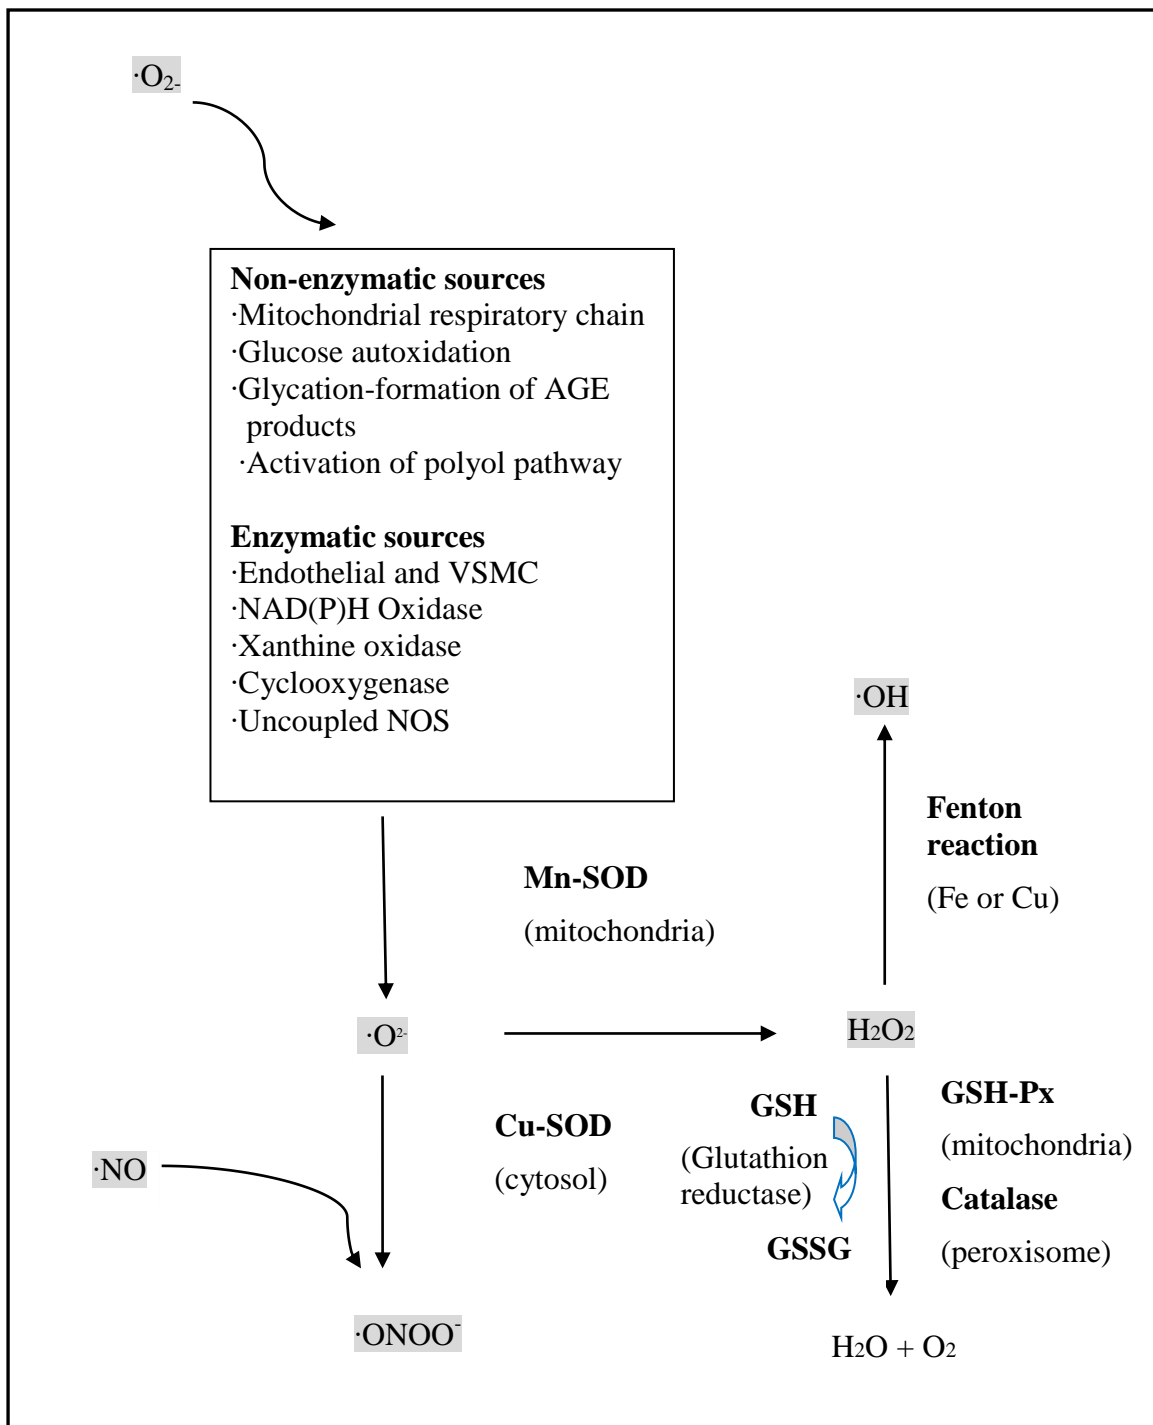 ·O₂₋
Non-enzymatic sources
·Mitochondrial respiratory chain
·Glucose autoxidation
·Glycation-formation of AGE
products
·Activation of polyol pathway
Enzymatic sources
·Endothelial and VSMC
·NAD(P)H Oxidase
·Xanthine oxidase
·Cyclooxygenase
·Uncoupled NOS
·OH
Fenton
reaction
(Fe or Cu)
Mn-SOD
(mitochondria)
·O²⁻
H₂O₂
Cu-SOD
(cytosol)
GSH
(Glutathion
reductase)
GSSG
GSH-Px
(mitochondria)
Catalase
(peroxisome)
·NO
·ONOO⁻
H₂O + O₂